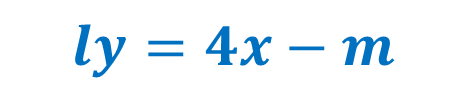 ly = 4x − m